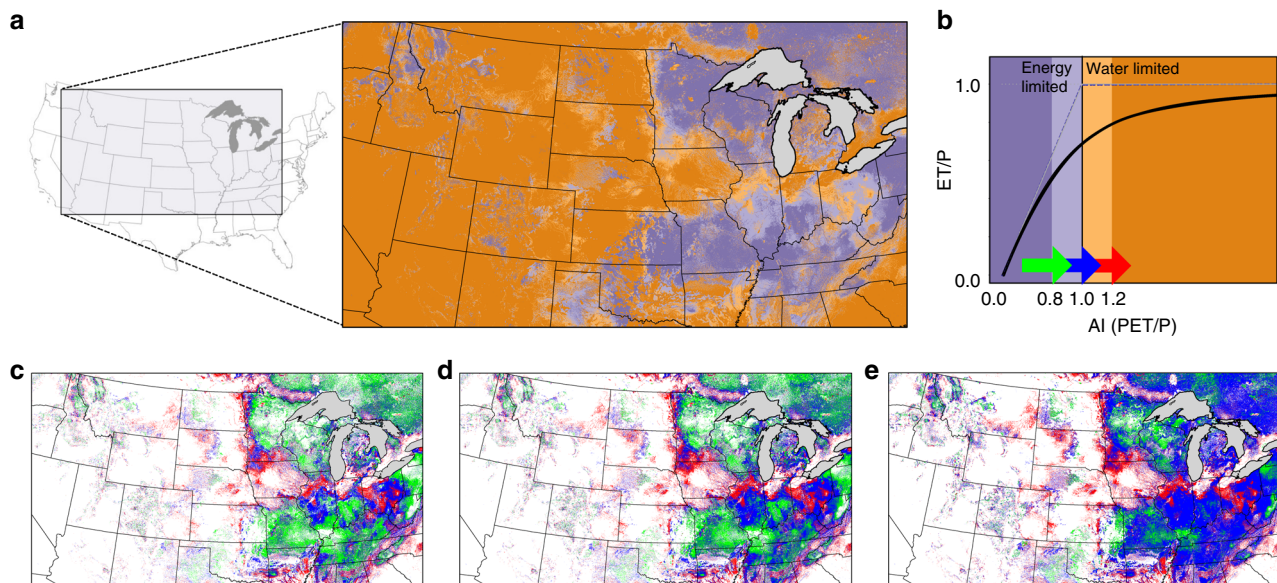 a
b
Energy limited
Water limited
1.0
ET/P
0.0
0.0
0.8
1.0
1.2
AI (PET/P)
c
d
e